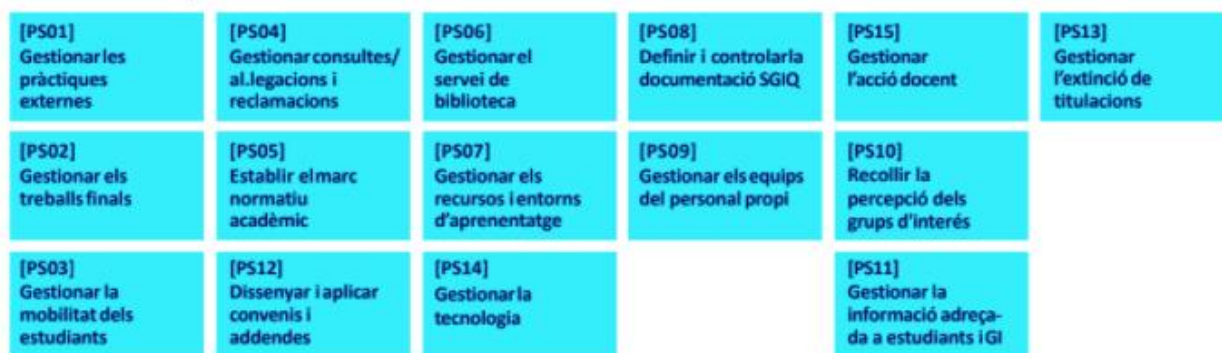 [PS01]
Gestionar les
pràctiques
externes
[PS04]
Gestionar consultes/
al.legacions i
reclamacions
[PS06]
Gestionar el
servei de
biblioteca
[PS08]
Definir i controlar la
documentació SGIQ
[PS15]
Gestionar
l'acció docent
[PS13]
Gestionar
l'extinció de
titulacions
[PS02]
Gestionar els
treballs finals
[PS05]
Establir el marc
normatiu
acadèmic
[PS07]
Gestionar els
recursos i entorns
d'aprenentatge
[PS09]
Gestionar els equips
del personal propi
[PS10]
Recollir la
percepció dels
grups d'interés
[PS03]
Gestionar la
mobilitat dels
estudiants
[PS12]
Dissenyar i aplicar
convenis i
addendes
[PS14]
Gestionar la
tecnologia
[PS11]
Gestionar la
informació adreça-
da a estudiants i GI